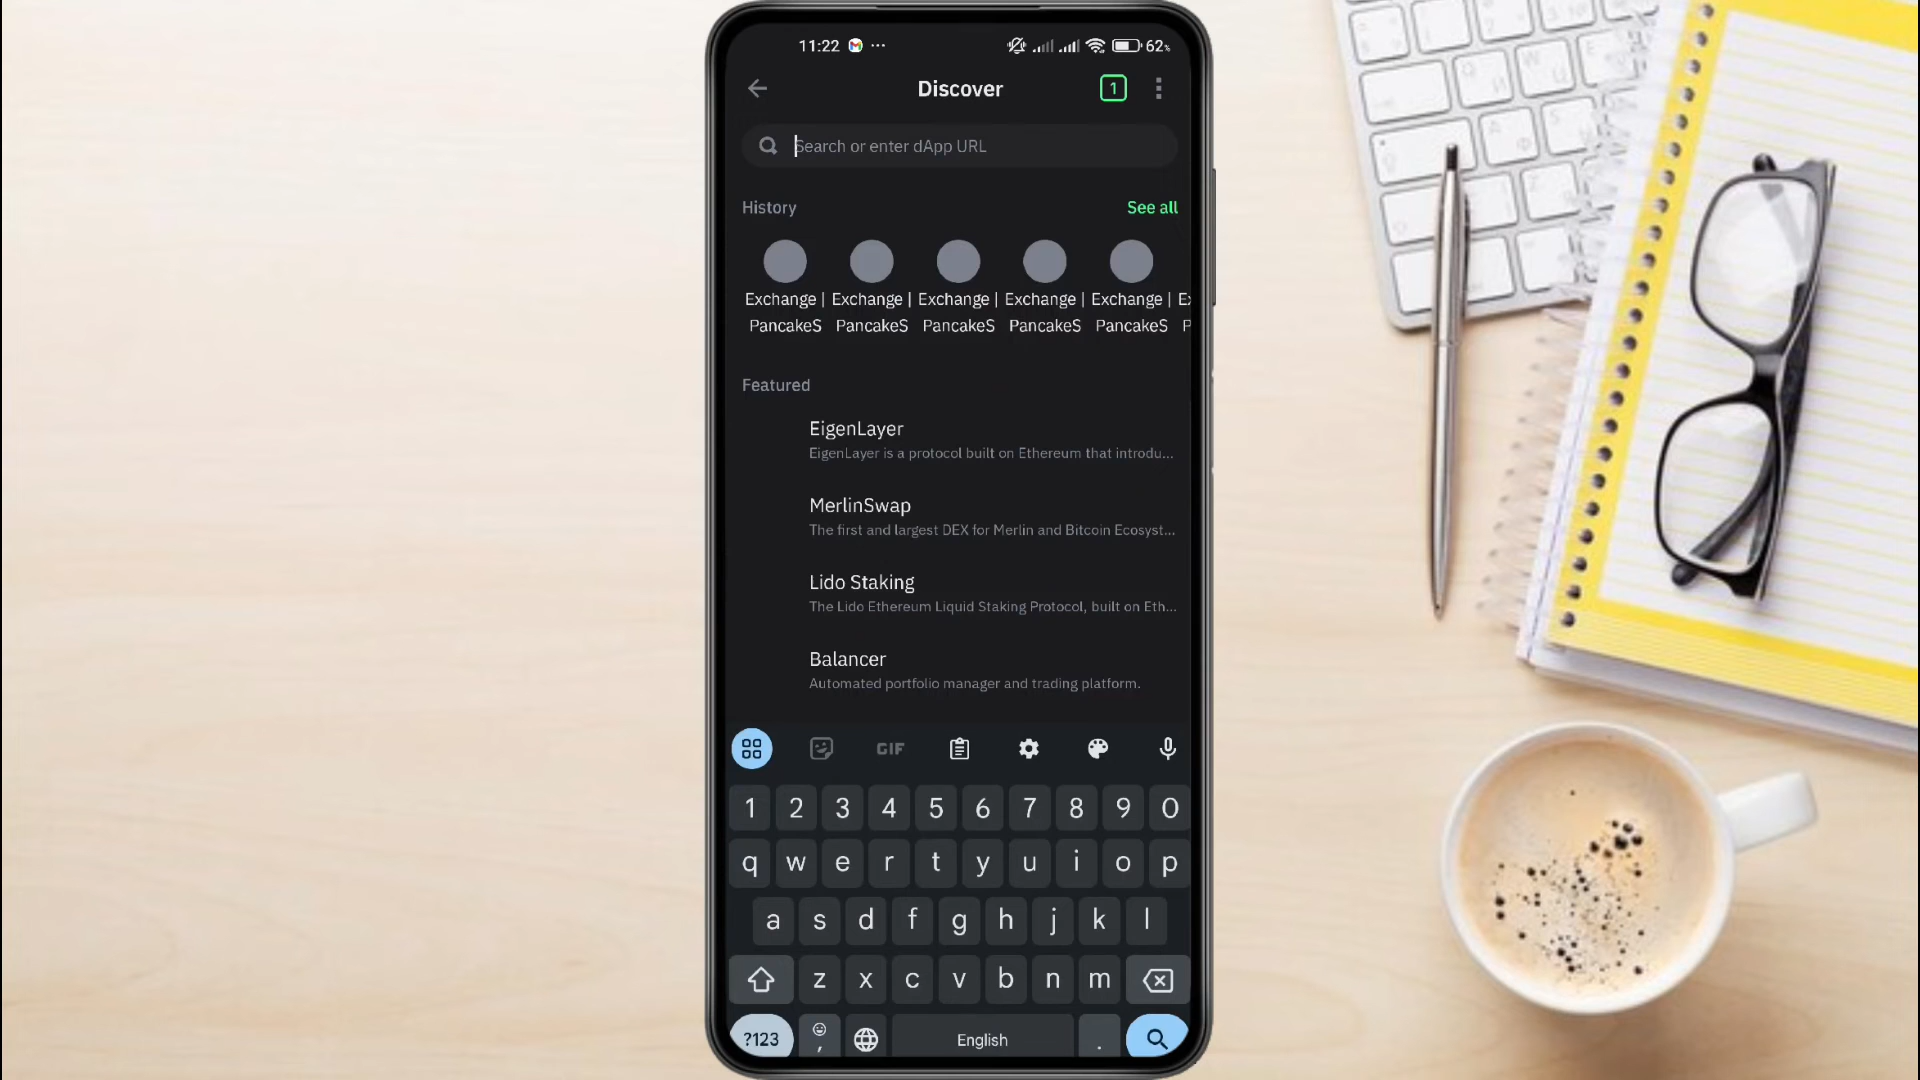 11:22 ... 62%
Discover 1
Search or enter dApp URL
History See all
Exchange | Exchange | Exchange | Exchange | Exchange | Ex
PancakeS PancakeS PancakeS PancakeS PancakeS P
Featured
EigenLayer
EigenLayer is a protocol built on Ethereum that introdu...
MerlinSwap
The first and largest DEX for Merlin and Bitcoin Ecosyst...
Lido Staking
The Lido Ethereum Liquid Staking Protocol, built on Eth...
Balancer
Automated portfolio manager and trading platform.
GIF
1 2 3 4 5 6 7 8 9 0
q w e r t y u i o p
a s d f g h j k l
z x c v b n m
?123 , English .